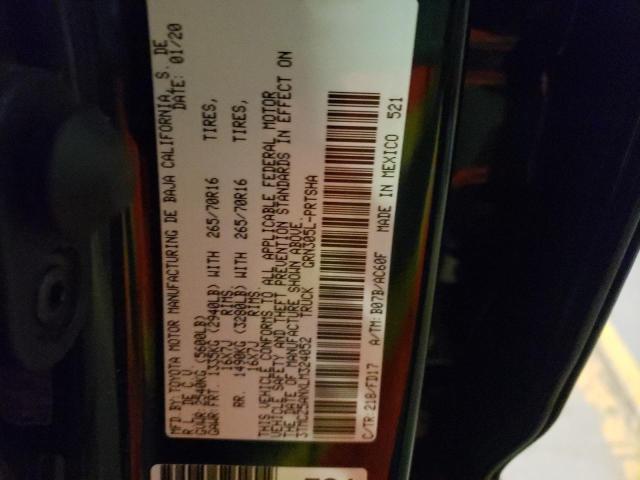 MFD.BY:TOYOTA MOTOR MANUFACTURING DE BAJA CALIFORNIA, S. DE
R.L. DE C.V. DATE: 01/20
GVWR 2540KG (5600LB)
GAWR FRT. 1335KG (2940LB) WITH 265/70R16 TIRES,
16X7J RIMS,
RR. 1490KG (3280LB) WITH 265/70R16 TIRES,
16X7J RIMS.
THIS VEHICLE CONFORMS TO ALL APPLICABLE FEDERAL MOTOR
VEHICLE SAFETY AND THEFT PREVENTION STANDARDS IN EFFECT ON
THE DATE OF MANUFACTURE SHOWN ABOVE.
3TMCZ5ANXLM324052 TRUCK GRN305L-PRTSHA
C/TR:218/FD17 A/TM:B07B/AC60F MADE IN MEXICO 521